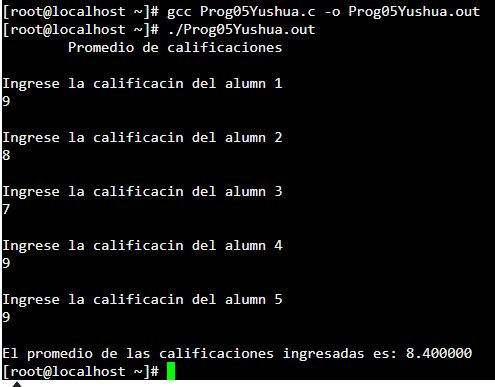 [root@localhost ~]# gcc Prog05Yushua.c -o Prog05Yushua.out
[root@localhost ~]# ./Prog05Yushua.out
Promedio de calificaciones
Ingrese la calificacin del alumn 1
9
Ingrese la calificacin del alumn 2
8
Ingrese la calificacin del alumn 3
7
Ingrese la calificacin del alumn 4
9
Ingrese la calificacin del alumn 5
9
El promedio de las calificaciones ingresadas es: 8.400000
[root@localhost ~]#